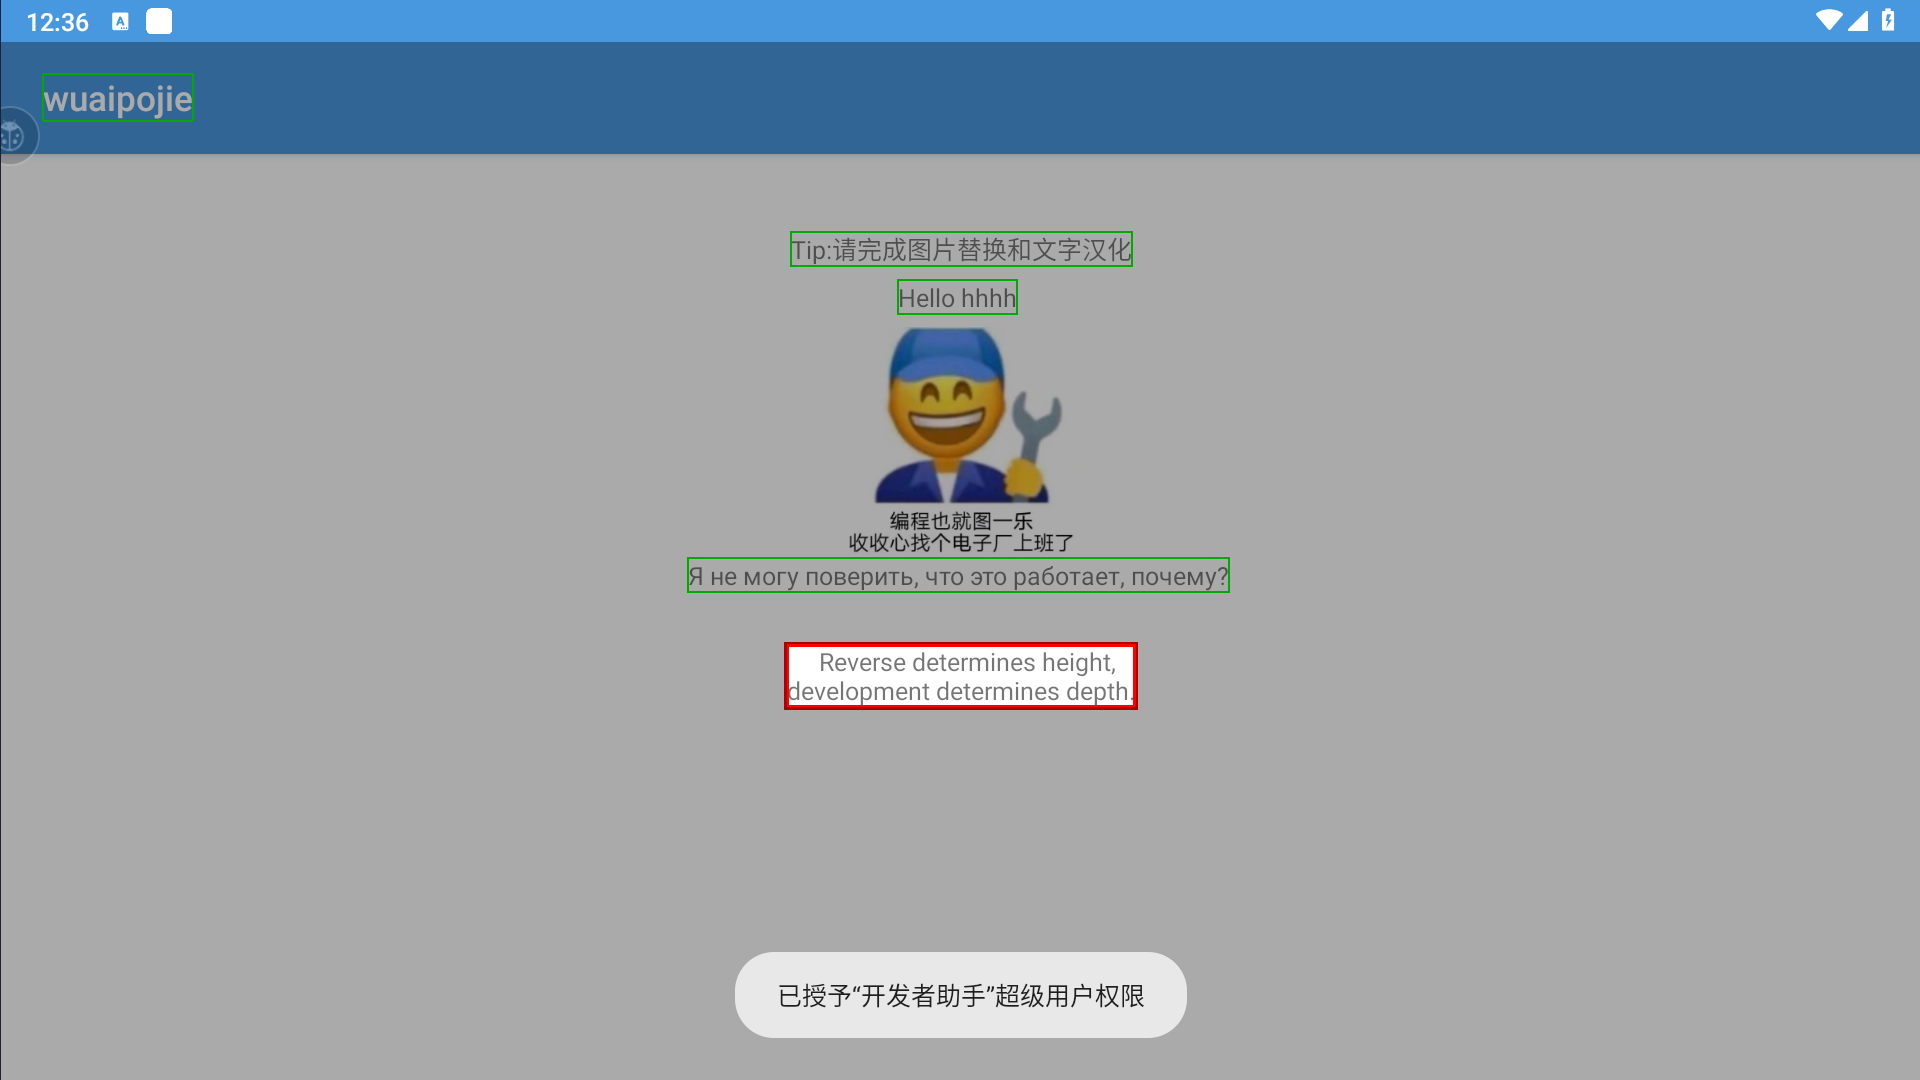 12:36
wuaipojie
Tip:请完成图片替换和文字汉化
Hello hhhh
编程也就图一乐
收收心找个电子厂上班了
Я не могу поверить, что это работает, почему?
Reverse determines height,
development determines depth.
已授予“开发者助手”超级用户权限